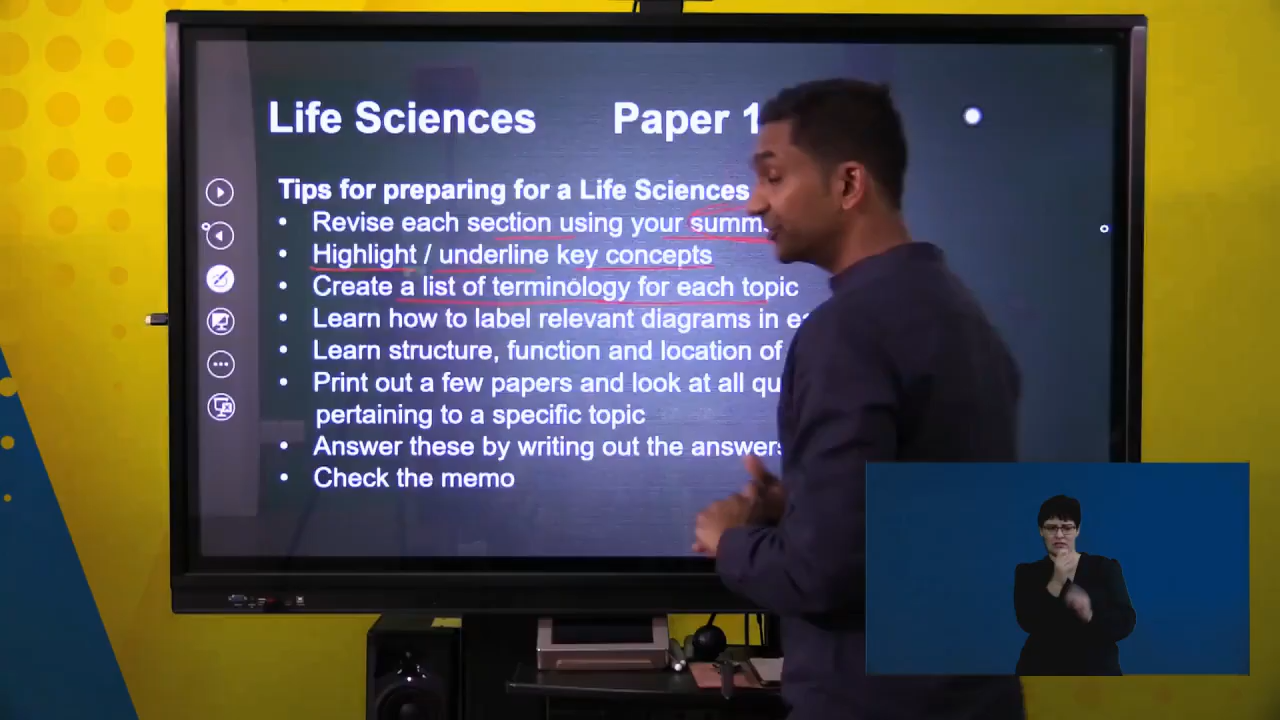 Life Sciences Paper 1
Tips for preparing for a Life Sciences
• Revise each section using your
• Highlight / underline key concepts
• Create a list of terminology for each topic
• Learn how to label relevant diagrams in
• Learn structure, function and location of
• Print out a few papers and look at all
pertaining to a specific topic
• Answer these by writing out the answers
• Check the memo